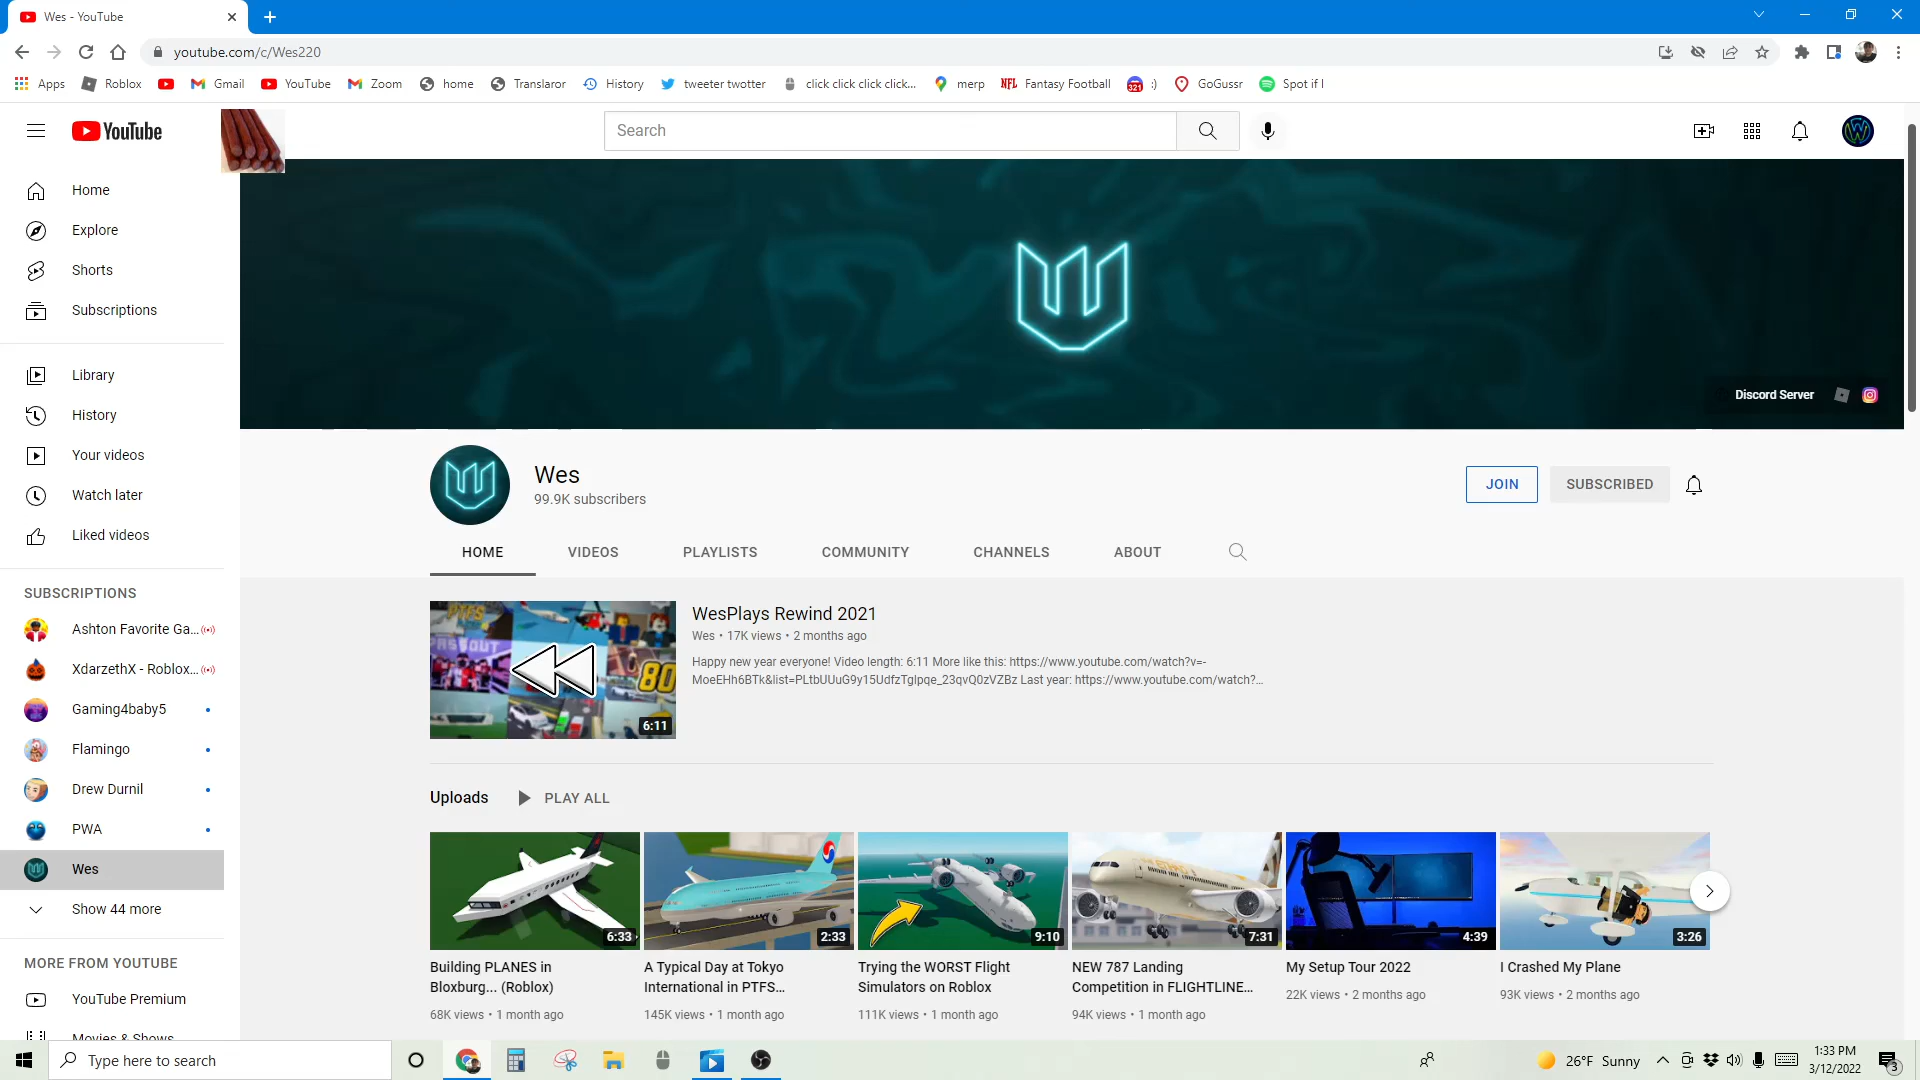 Wes - YouTube
youtube.com/c/Wes220
Apps
Roblox
Gmail
YouTube
Zoom
home
Translaror
History
tweeter twotter
click click click click...
merp
NFL
Fantasy Football
321
:)
GoGussr
Spot if I
YouTube
Search
Home
Explore
Shorts
Subscriptions
Library
History
Your videos
Watch later
Liked videos
SUBSCRIPTIONS
Ashton Favorite Ga...
XdarzethX - Roblox...
Gaming4baby5
Flamingo
Drew Durnil
PWA
Wes
Show 44 more
MORE FROM YOUTUBE
YouTube Premium
Movies & Shows
Discord Server
Wes
99.9K subscribers
JOIN
SUBSCRIBED
HOME
VIDEOS
PLAYLISTS
COMMUNITY
CHANNELS
ABOUT
PTFS
80
6:11
WesPlays Rewind 2021
Wes • 17K views • 2 months ago
Happy new year everyone! Video length: 6:11 More like this: https://www.youtube.com/watch?v=-
MoeEHh6BTk&list=PLtbUUuG9y15UdfzTglpqe_23qvQ0zVZBz Last year: https://www.youtube.com/watch?...
Uploads
PLAY ALL
6:33
2:33
9:10
7:31
4:39
3:26
Building PLANES in
Bloxburg... (Roblox)
68K views • 1 month ago
A Typical Day at Tokyo
International in PTFS...
145K views • 1 month ago
Trying the WORST Flight
Simulators on Roblox
111K views • 1 month ago
NEW 787 Landing
Competition in FLIGHTLINE...
94K views • 1 month ago
My Setup Tour 2022
22K views • 2 months ago
I Crashed My Plane
93K views • 2 months ago
Type here to search
26°F Sunny
1:33 PM
3/12/2022
3